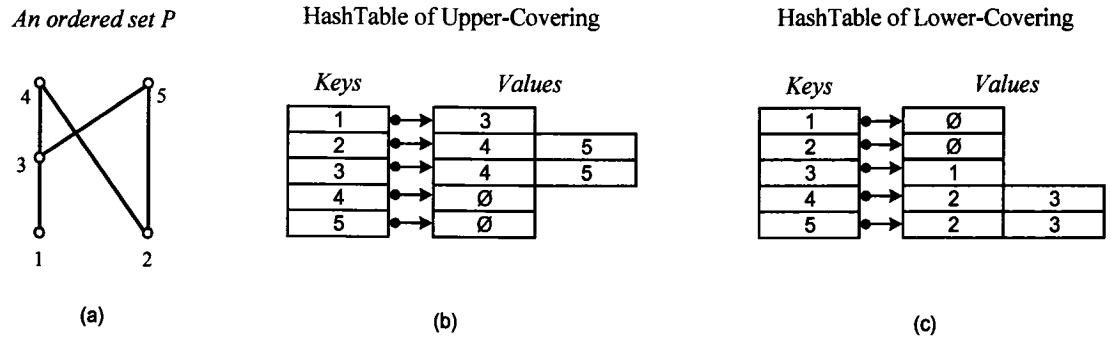 An ordered set P
4
5
3
1
2
(a)
HashTable of Upper-Covering
Keys
Values
1 3
2 4 5
3 4 5
4 Ø
5 Ø
(b)
HashTable of Lower-Covering
Keys
Values
1 Ø
2 Ø
3 1
4 2 3
5 2 3
(c)